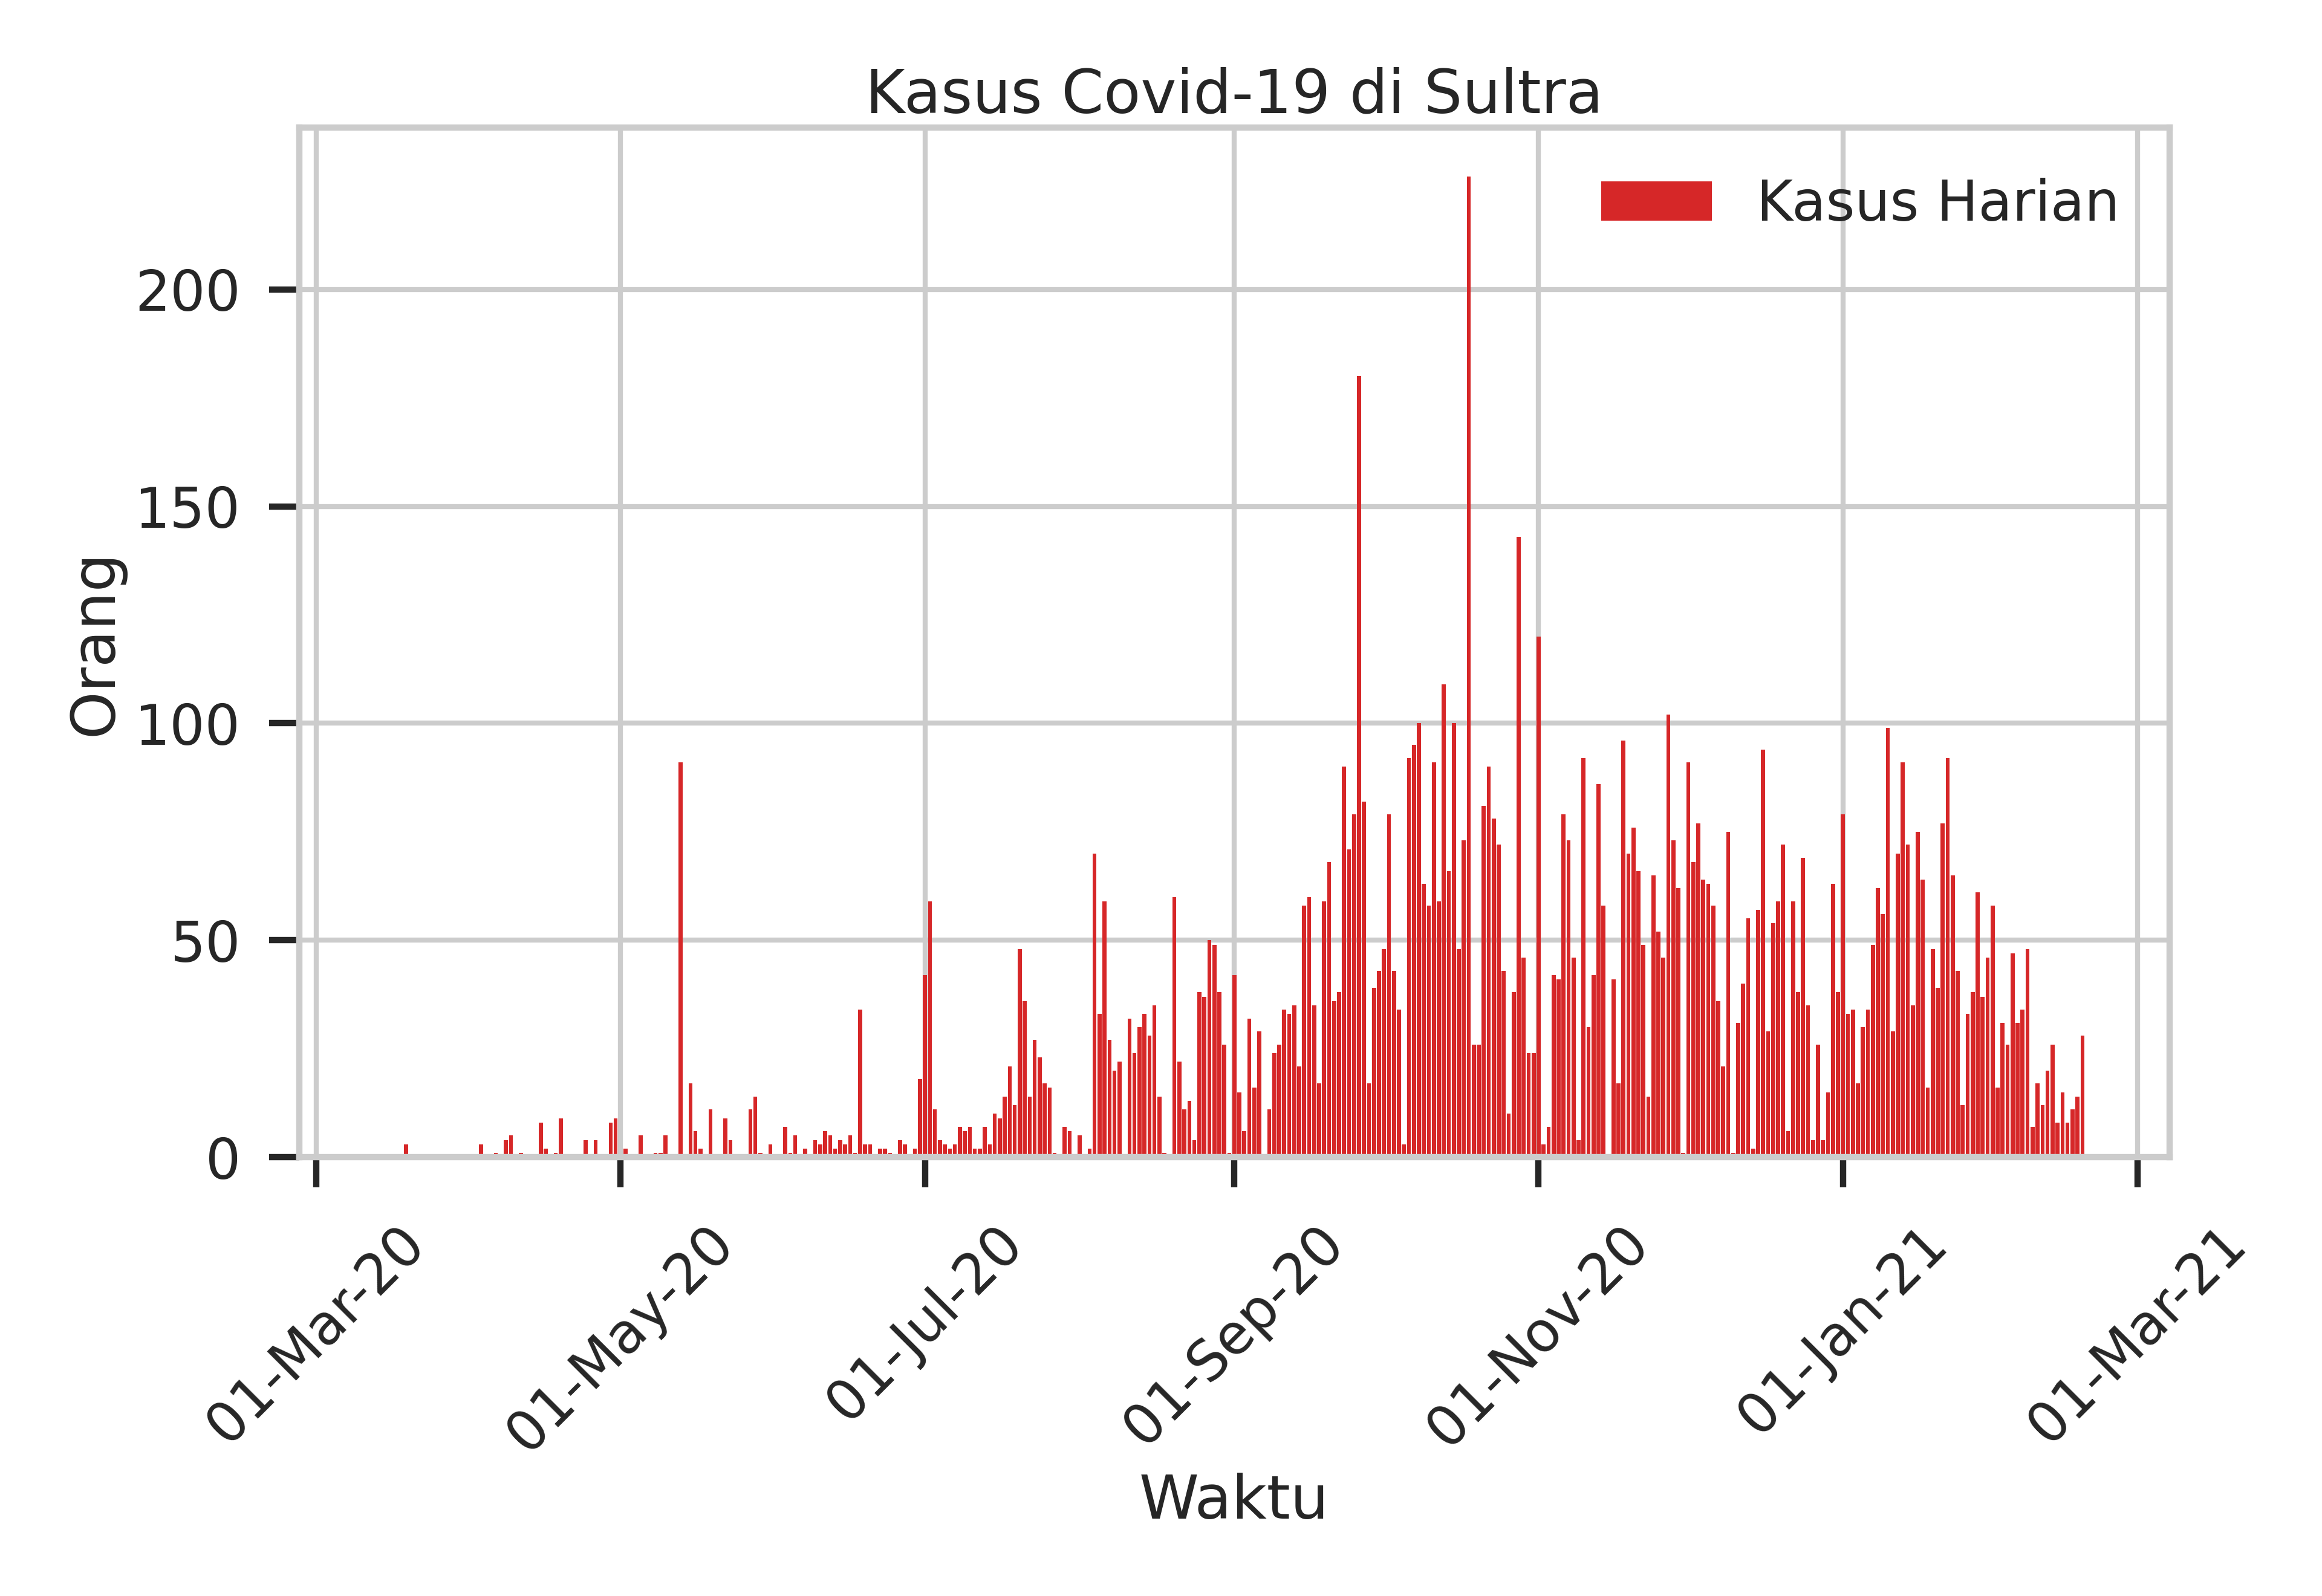 Kasus Covid-19 di Sultra
Kasus Harian
200
150
100
50
0
Orang
01-Mar-20
01-May-20
01-Jul-20
01-Sep-20
01-Nov-20
01-Jan-21
01-Mar-21
Waktu